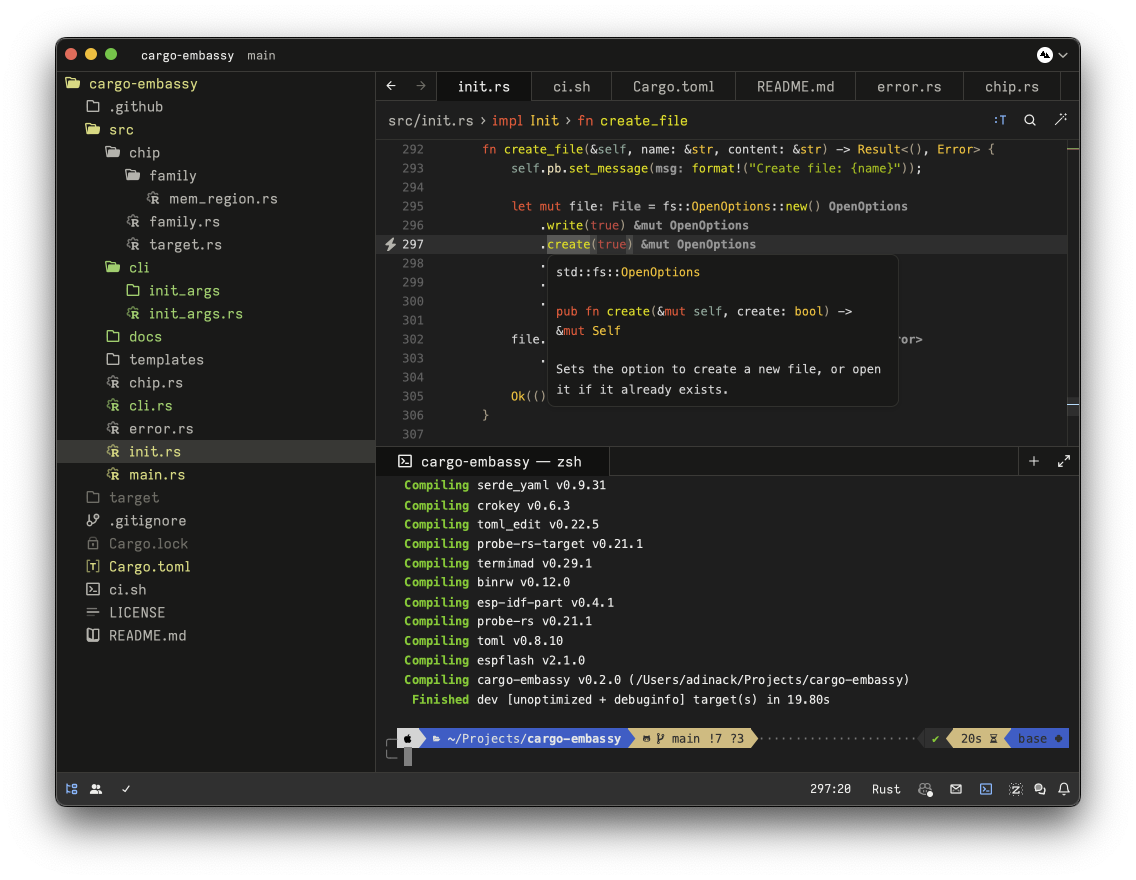 cargo-embassy main
cargo-embassy
.github
src
chip
family
mem_region.rs
family.rs
target.rs
cli
init_args
init_args.rs
docs
templates
chip.rs
cli.rs
error.rs
init.rs
main.rs
target
.gitignore
Cargo.lock
Cargo.toml
ci.sh
LICENSE
README.md
← → init.rs ci.sh Cargo.toml README.md error.rs chip.rs
src/init.rs › impl Init › fn create_file :T
292 fn create_file(&self, name: &str, content: &str) -> Result<(), Error> {
293 self.pb.set_message(msg: format!("Create file: {name}"));
294
295 let mut file: File = fs::OpenOptions::new() OpenOptions
296 .write(true) &mut OpenOptions
297 .create(true) &mut OpenOptions
298 .
299 .
300 .
301
302 file. ror>
303 .
304
305 Ok(()
306 }
307
std::fs::OpenOptions
pub fn create(&mut self, create: bool) ->
&mut Self
Sets the option to create a new file, or open
it if it already exists.
cargo-embassy — zsh +
Compiling serde_yaml v0.9.31
Compiling crokey v0.6.3
Compiling toml_edit v0.22.5
Compiling probe-rs-target v0.21.1
Compiling termimad v0.29.1
Compiling binrw v0.12.0
Compiling esp-idf-part v0.4.1
Compiling probe-rs v0.21.1
Compiling toml v0.8.10
Compiling espflash v2.1.0
Compiling cargo-embassy v0.2.0 (/Users/adinack/Projects/cargo-embassy)
Finished dev [unoptimized + debuginfo] target(s) in 19.80s
~/Projects/cargo-embassy main !7 ?3 ✔ 20s base
297:20 Rust